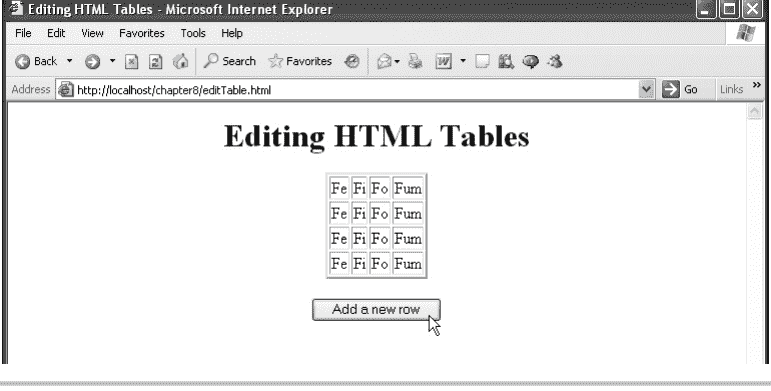 Editing HTML Tables - Microsoft Internet Explorer
File Edit View Favorites Tools Help
Back Search Favorites
Address http://localhost/chapter8/editTable.html Go Links »
Editing HTML Tables
Fe Fi Fo Fum
Fe Fi Fo Fum
Fe Fi Fo Fum
Fe Fi Fo Fum
Add a new row